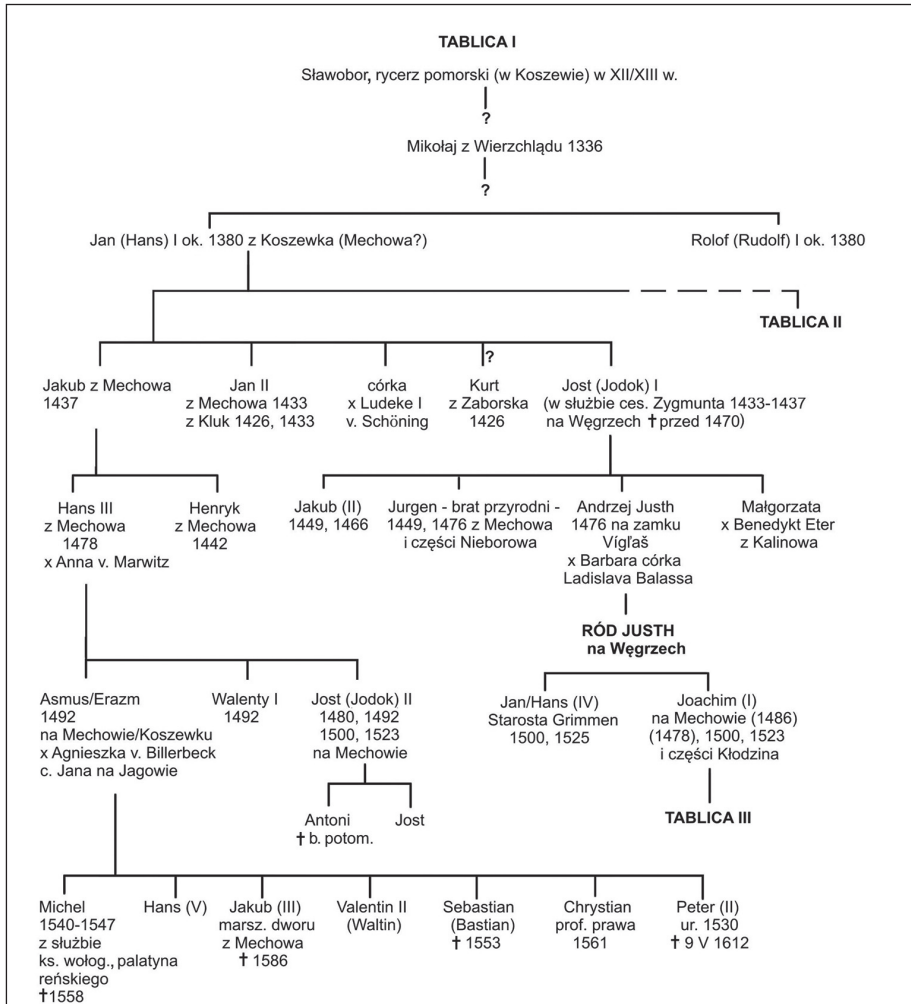 TABLICA I
Sławobor, rycerz pomorski (w Koszewie) w XII/XIII w.
?
Mikołaj z Wierzchlądu 1336
?
Jan (Hans) I ok. 1380 z Koszewka (Mechowa?)
Rolof (Rudolf) I ok. 1380
TABLICA II
Jakub z Mechowa
1437
Jan II
z Mechowa 1433
z Kluk 1426, 1433
córka
x Ludeke I
v. Schöning
?
Kurt
z Zaborska
1426
Jost (Jodok) I
(w służbie ces. Zygmunta 1433-1437
na Węgrzech † przed 1470)
Hans III
z Mechowa
1478
x Anna v. Marwitz
Henryk
z Mechowa
1442
Jakub (II)
1449, 1466
Jurgen - brat przyrodni -
1449, 1476 z Mechowa
i części Nieborowa
Andrzej Justh
1476 na zamku
Vígľaš
x Barbara córka
Ladislava Balassa
Małgorzata
x Benedykt Eter
z Kalinowa
RÓD JUSTH
na Węgrzech
Asmus/Erazm
1492
na Mechowie/Koszewku
x Agnieszka v. Billerbeck
c. Jana na Jagowie
Walenty I
1492
Jost (Jodok) II
1480, 1492
1500, 1523
na Mechowie
Jan/Hans (IV)
Starosta Grimmen
1500, 1525
Joachim (I)
na Mechowie (1486)
(1478), 1500, 1523
i części Kłodzina
Antoni
† b. potom.
Jost
TABLICA III
Michel
1540-1547
z służbie
ks. wołog., palatyna
reńskiego
†1558
Hans (V)
Jakub (III)
marsz. dworu
z Mechowa
† 1586
Valentin II
(Waltin)
Sebastian
(Bastian)
† 1553
Chrystian
prof. prawa
1561
Peter (II)
ur. 1530
† 9 V 1612